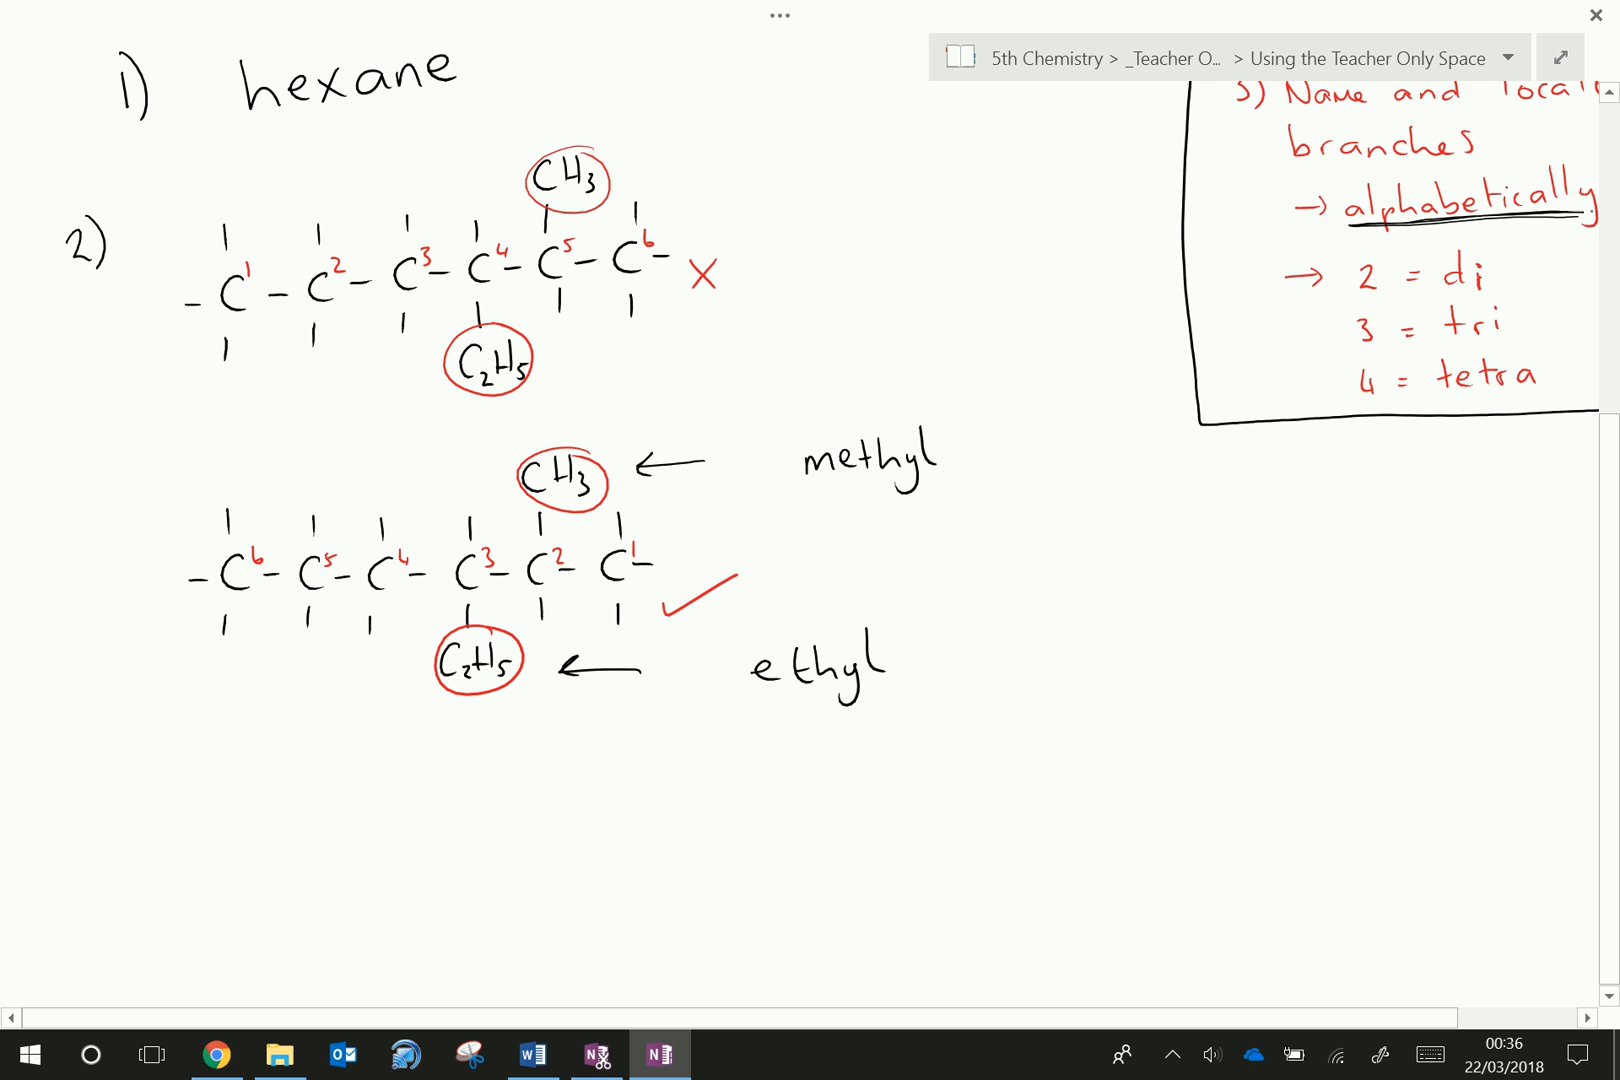 5th Chemistry > _Teacher O... > Using the Teacher Only Space
1) hexane
3) Name and
branches
→ alphabetically
→ 2 = di
3 = tri
4 = tetra
2)
CH3
C1 - C2 - C3 - C4 - C5 - C6 - X
C2H5
CH3 ← methyl
- C6 - C5 - C4 - C3 - C2 - C1 - ✓
C2H5 ← ethyl
00:36
22/03/2018